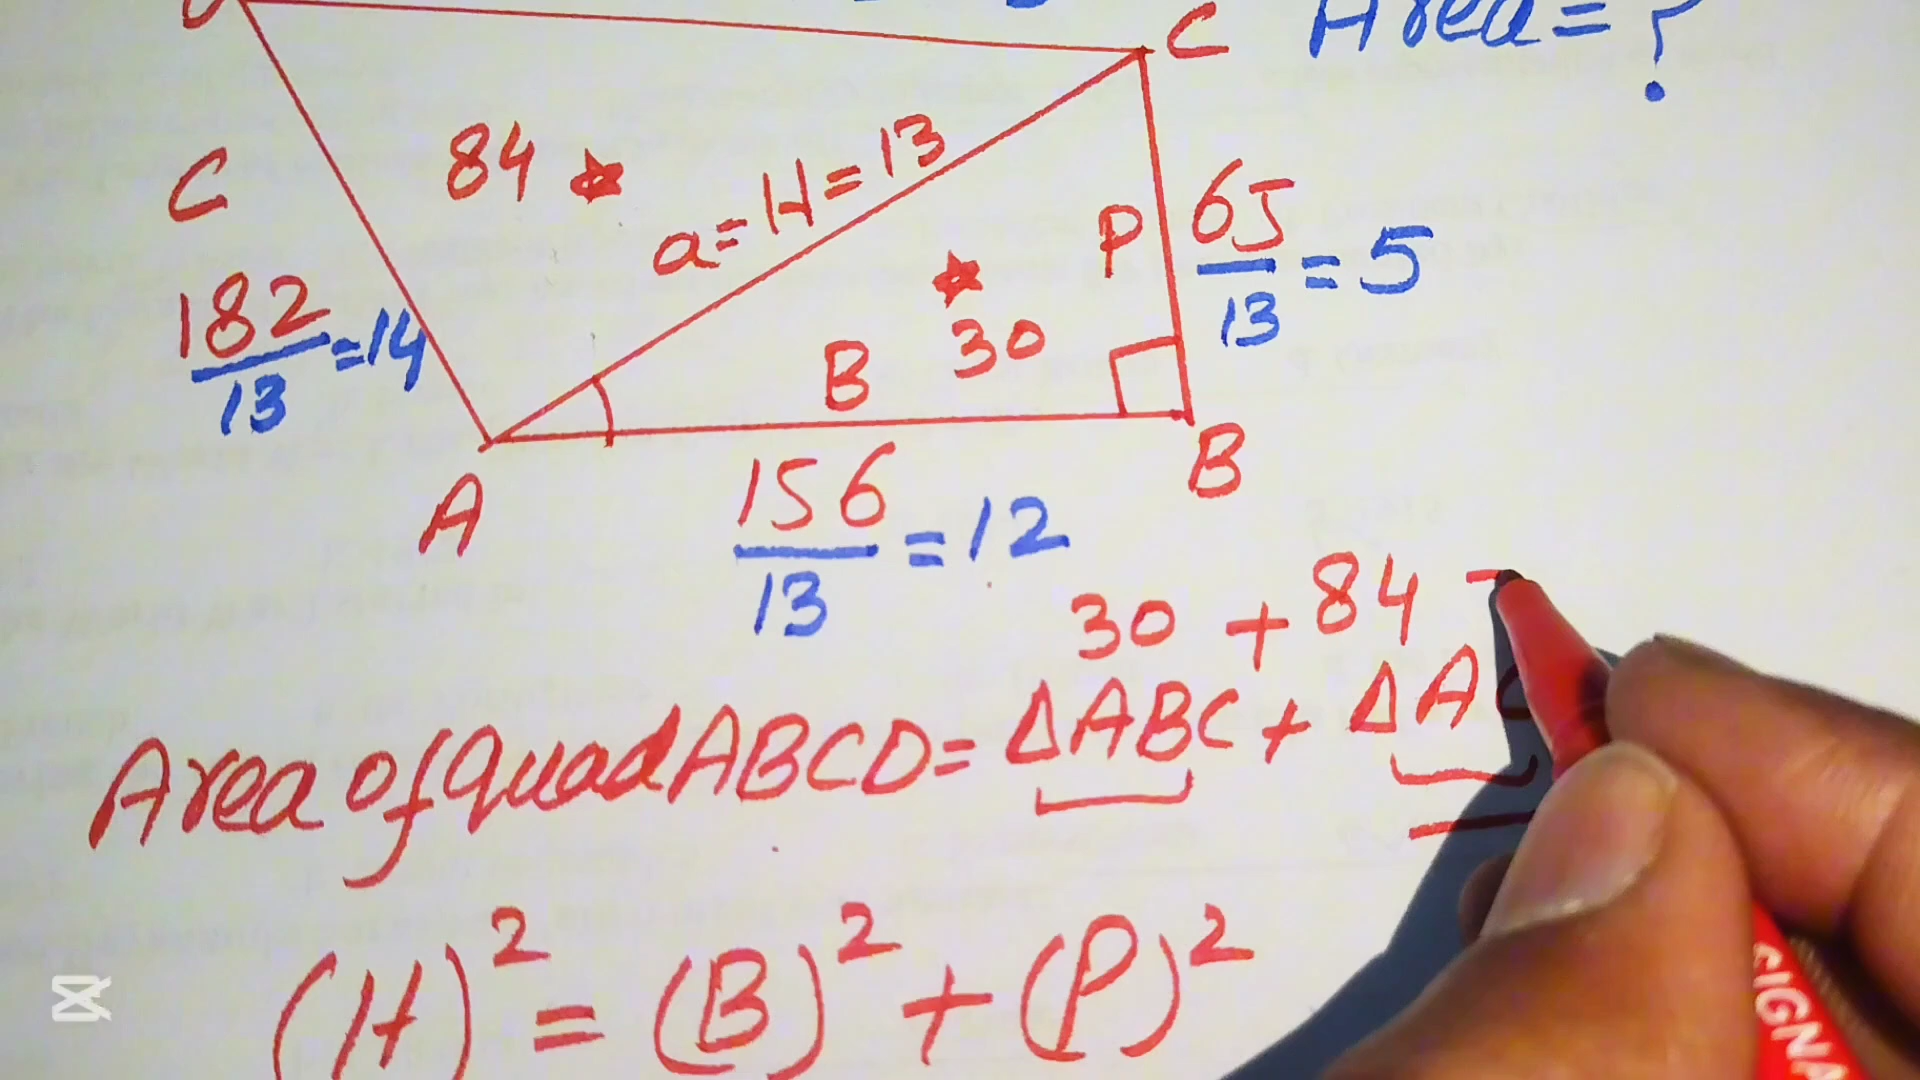 C Area = ?
C 84 a = H = 13 P 65/13 = 5
182/13 = 14 B 30
A B
156/13 = 12
30 + 84
Area of quad ABCD = ΔABC + ΔA
(H)² = (B)² + (P)²
SIGNA